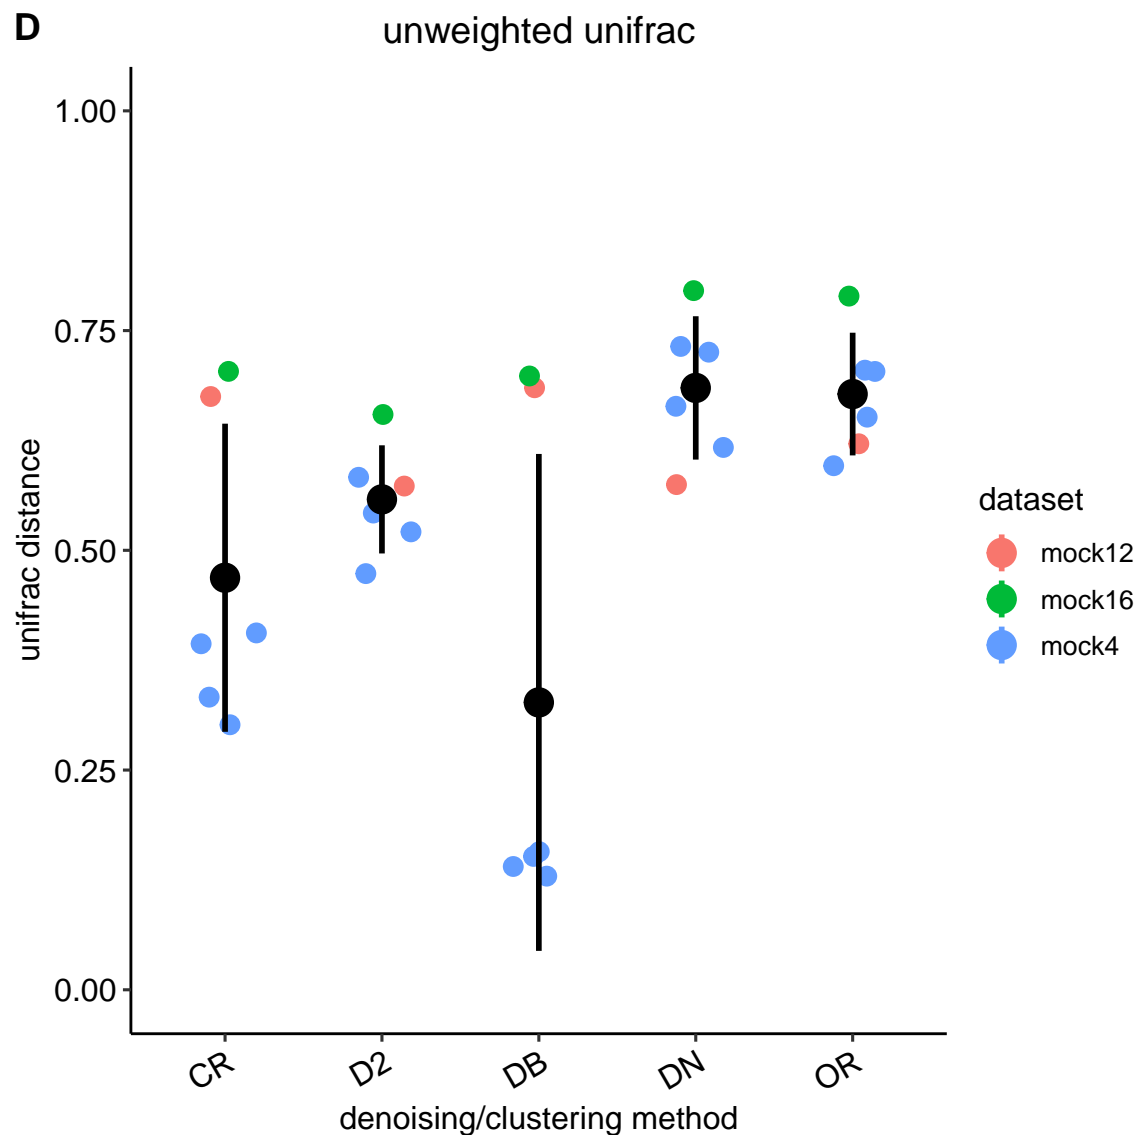 D
unweighted unifrac
1.00
0.75
0.50
0.25
0.00
unifrac distance
CR
D2
DB
DN
OR
denoising/clustering method
dataset
mock12
mock16
mock4